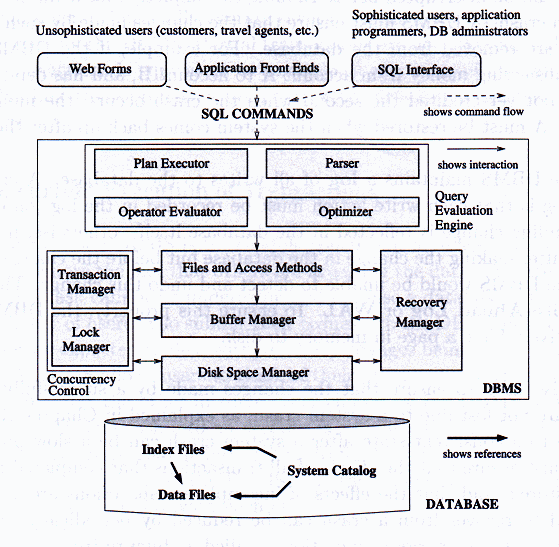 Unsophisticated users (customers, travel agents, etc.)
Sophisticated users, application
programmers, DB administrators
Web Forms
Application Front Ends
SQL Interface
SQL COMMANDS
shows command flow
shows interaction
Plan Executor
Parser
Operator Evaluator
Optimizer
Query
Evaluation
Engine
Transaction
Manager
Lock
Manager
Concurrency
Control
Files and Access Methods
Buffer Manager
Disk Space Manager
Recovery
Manager
DBMS
Index Files
Data Files
System Catalog
shows references
DATABASE